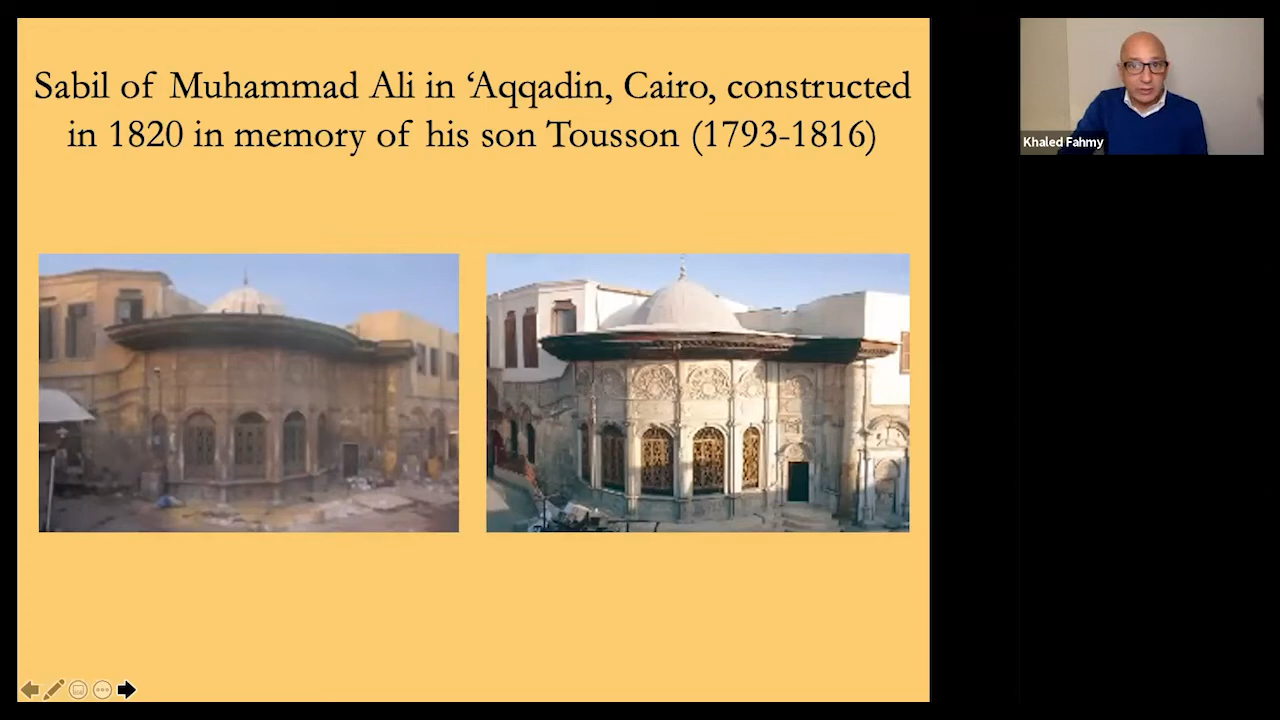 Sabil of Muhammad Ali in ‘Aqqadin, Cairo, constructed
in 1820 in memory of his son Tousson (1793-1816)
Khaled Fahmy